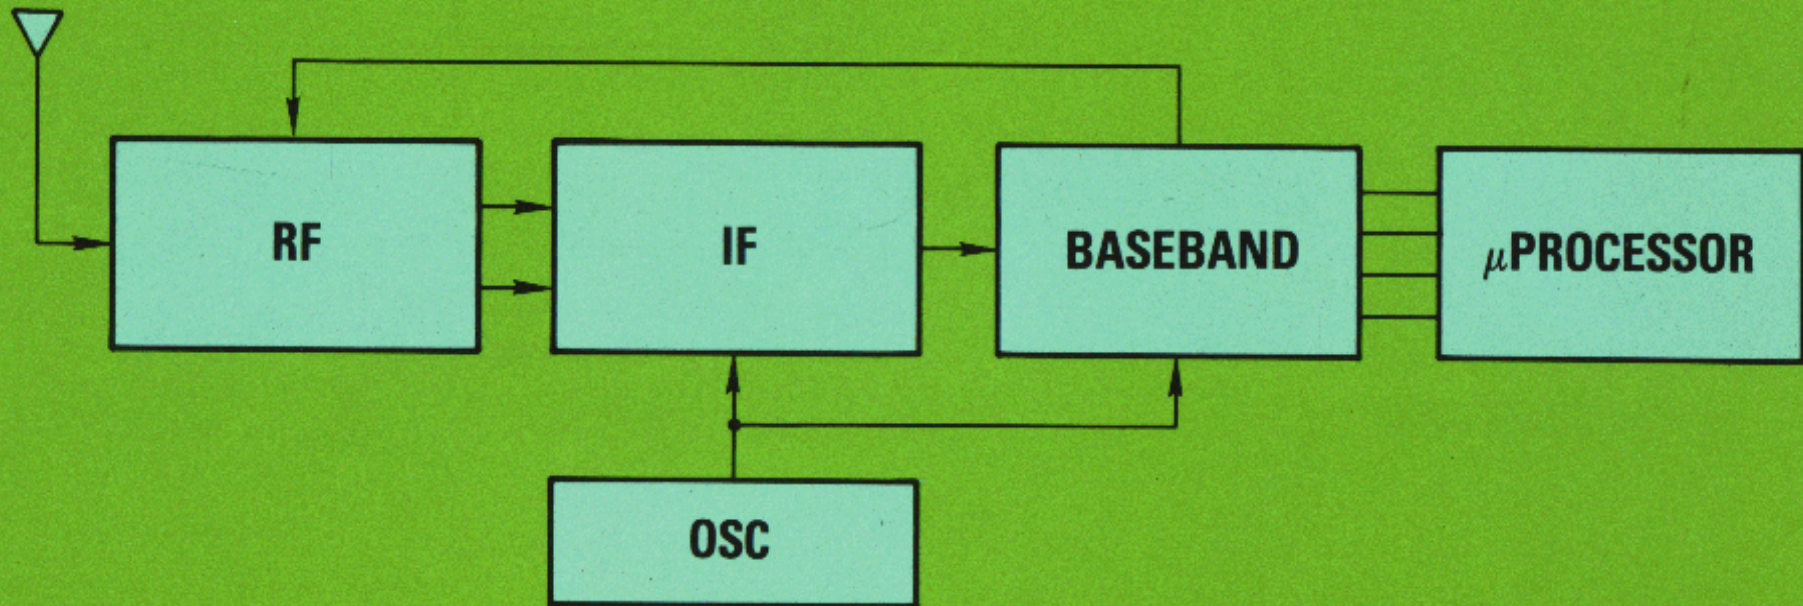 RF
IF
BASEBAND
μPROCESSOR
OSC